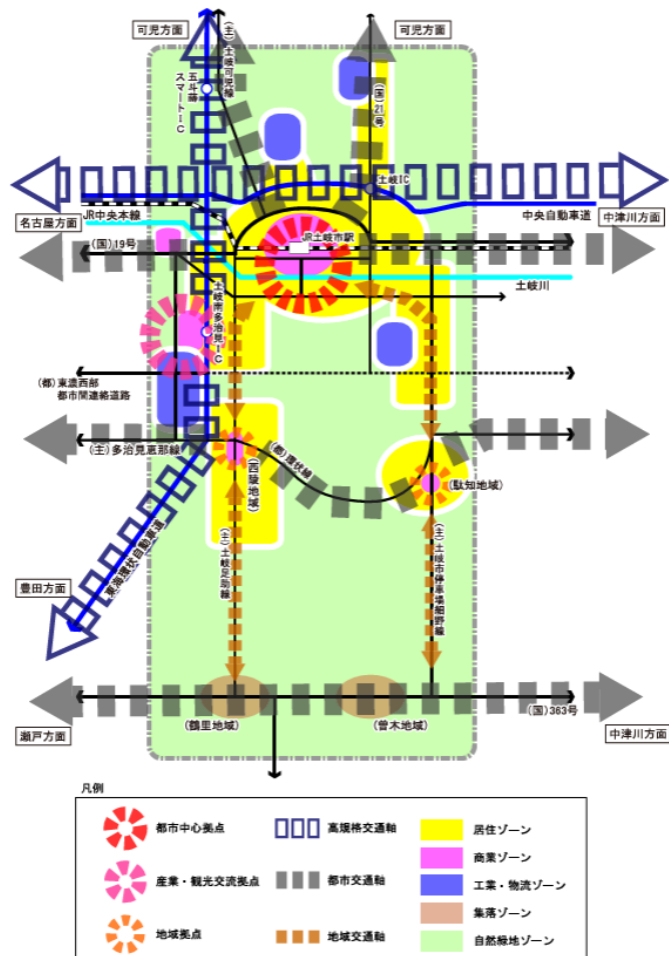 可児方面
可児方面
(主)土岐可児線
五斗蒔
スマートIC
(国)21号
土岐IC
名古屋方面
JR中央本線
中央自動車道
中津川方面
JR土岐市駅
(国)19号
土岐川
土岐南多治見IC
(都)東濃西部
都市間連絡道路
(主)多治見恵那線
(都)環状線
(西陵地域)
(駄知地域)
東海環状自動車道
(主)土岐足助線
(主)土岐市停車場細野線
豊田方面
瀬戸方面
(鶴里地域)
(曽木地域)
(国)363号
中津川方面
凡例
都市中心拠点
高規格交通軸
居住ゾーン
商業ゾーン
産業・観光交流拠点
都市交通軸
工業・物流ゾーン
集落ゾーン
地域拠点
地域交通軸
自然緑地ゾーン